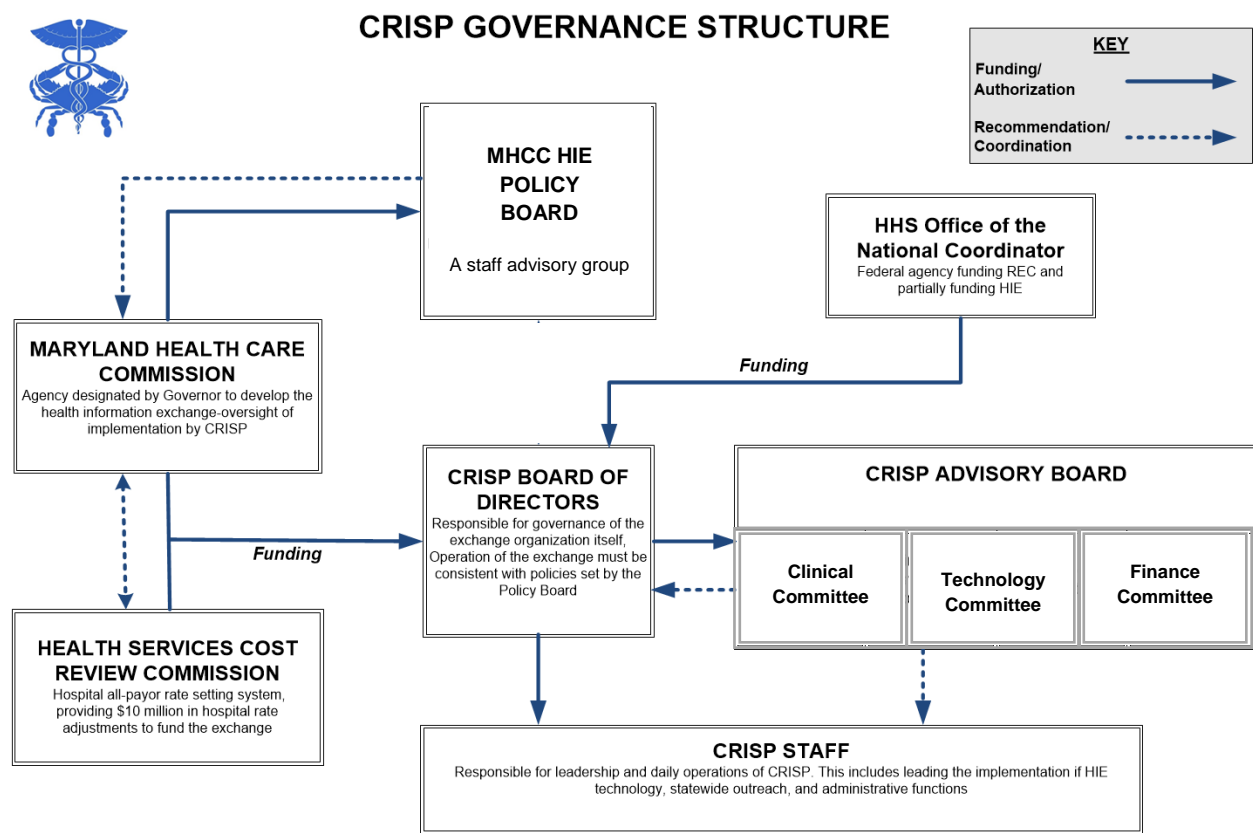 CRISP GOVERNANCE STRUCTURE
KEY
Funding/
Authorization
Recommendation/
Coordination
MHCC HIE
POLICY
BOARD
A staff advisory group
HHS Office of the
National Coordinator
Federal agency funding REC and
partially funding HIE
MARYLAND HEALTH CARE
COMMISSION
Agency designated by Governor to develop the
health information exchange-oversight of
implementation by CRISP
Funding
CRISP BOARD OF
DIRECTORS
Responsible for governance of the
exchange organization itself,
Operation of the exchange must be
consistent with policies set by the
Policy Board
CRISP ADVISORY BOARD
Clinical
Committee
Technology
Committee
Finance
Committee
Funding
HEALTH SERVICES COST
REVIEW COMMISSION
Hospital all-payor rate setting system,
providing $10 million in hospital rate
adjustments to fund the exchange
CRISP STAFF
Responsible for leadership and daily operations of CRISP. This includes leading the implementation if HIE
technology, statewide outreach, and administrative functions